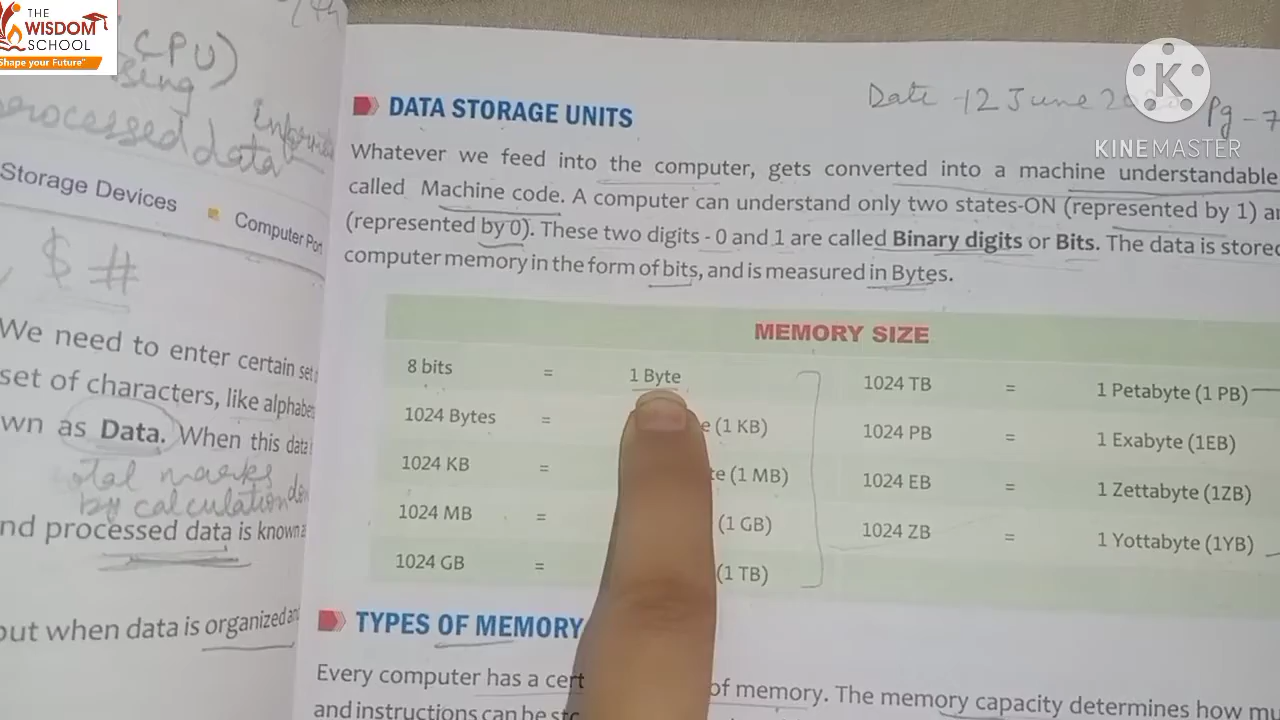 THE
WISDOM
SCHOOL
Shape your Future"
(CPU)
processed data
Storage Devices Computer Port
$ #
We need to enter certain set
set of characters, like alphabe
wn as Data. When this data
total marks
by calculation
nd processed data is known a
out when data is organized and
Date - 12 June Pg - 7
KINEMASTER
DATA STORAGE UNITS
Whatever we feed into the computer, gets converted into a machine understandable
called Machine code. A computer can understand only two states-ON (represented by 1) a
(represented by 0). These two digits - 0 and 1 are called Binary digits or Bits. The data is stored
computer memory in the form of bits, and is measured in Bytes.
MEMORY SIZE
8 bits = 1 Byte
1024 Bytes = e (1 KB)
1024 KB = te (1 MB)
1024 MB = (1 GB)
1024 GB = (1 TB)
1024 TB = 1 Petabyte (1 PB)
1024 PB = 1 Exabyte (1EB)
1024 EB = 1 Zettabyte (1ZB)
1024 ZB = 1 Yottabyte (1YB)
TYPES OF MEMORY
Every computer has a cert of memory. The memory capacity determines how mu
and instructions can be